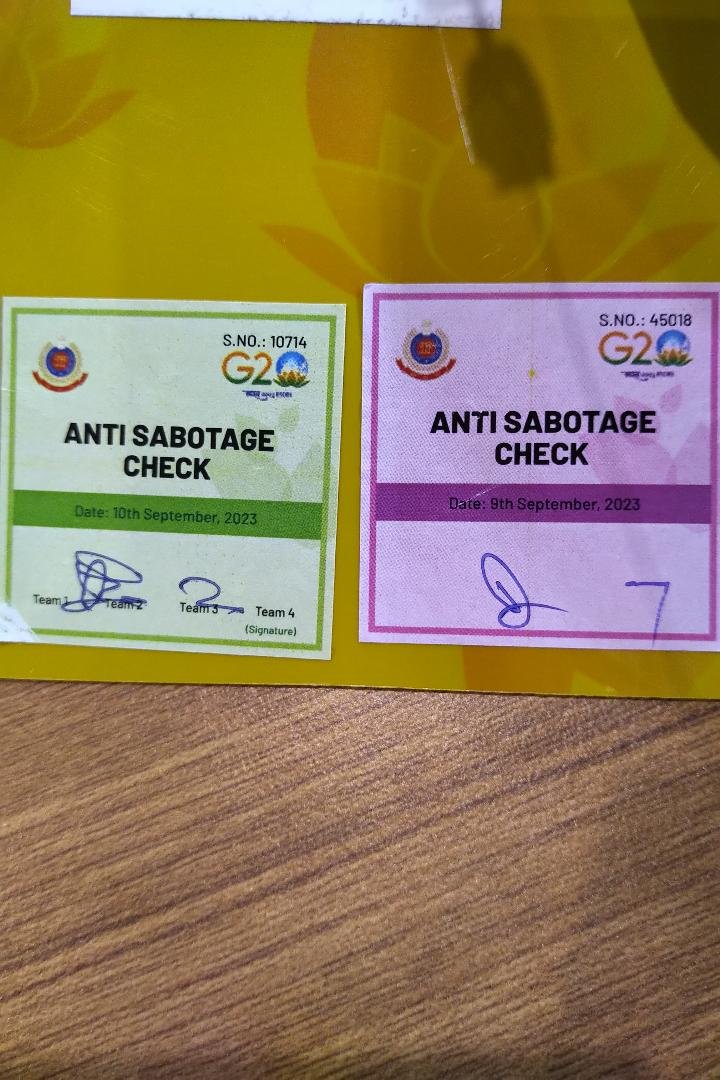 S.NO.: 10714
G20
ANTI SABOTAGE
CHECK
Date: 10th September, 2023
Team 1 Team 2 Team 3 Team 4
(Signature)
S.NO.: 45018
G20
ANTI SABOTAGE
CHECK
Date: 9th September, 2023